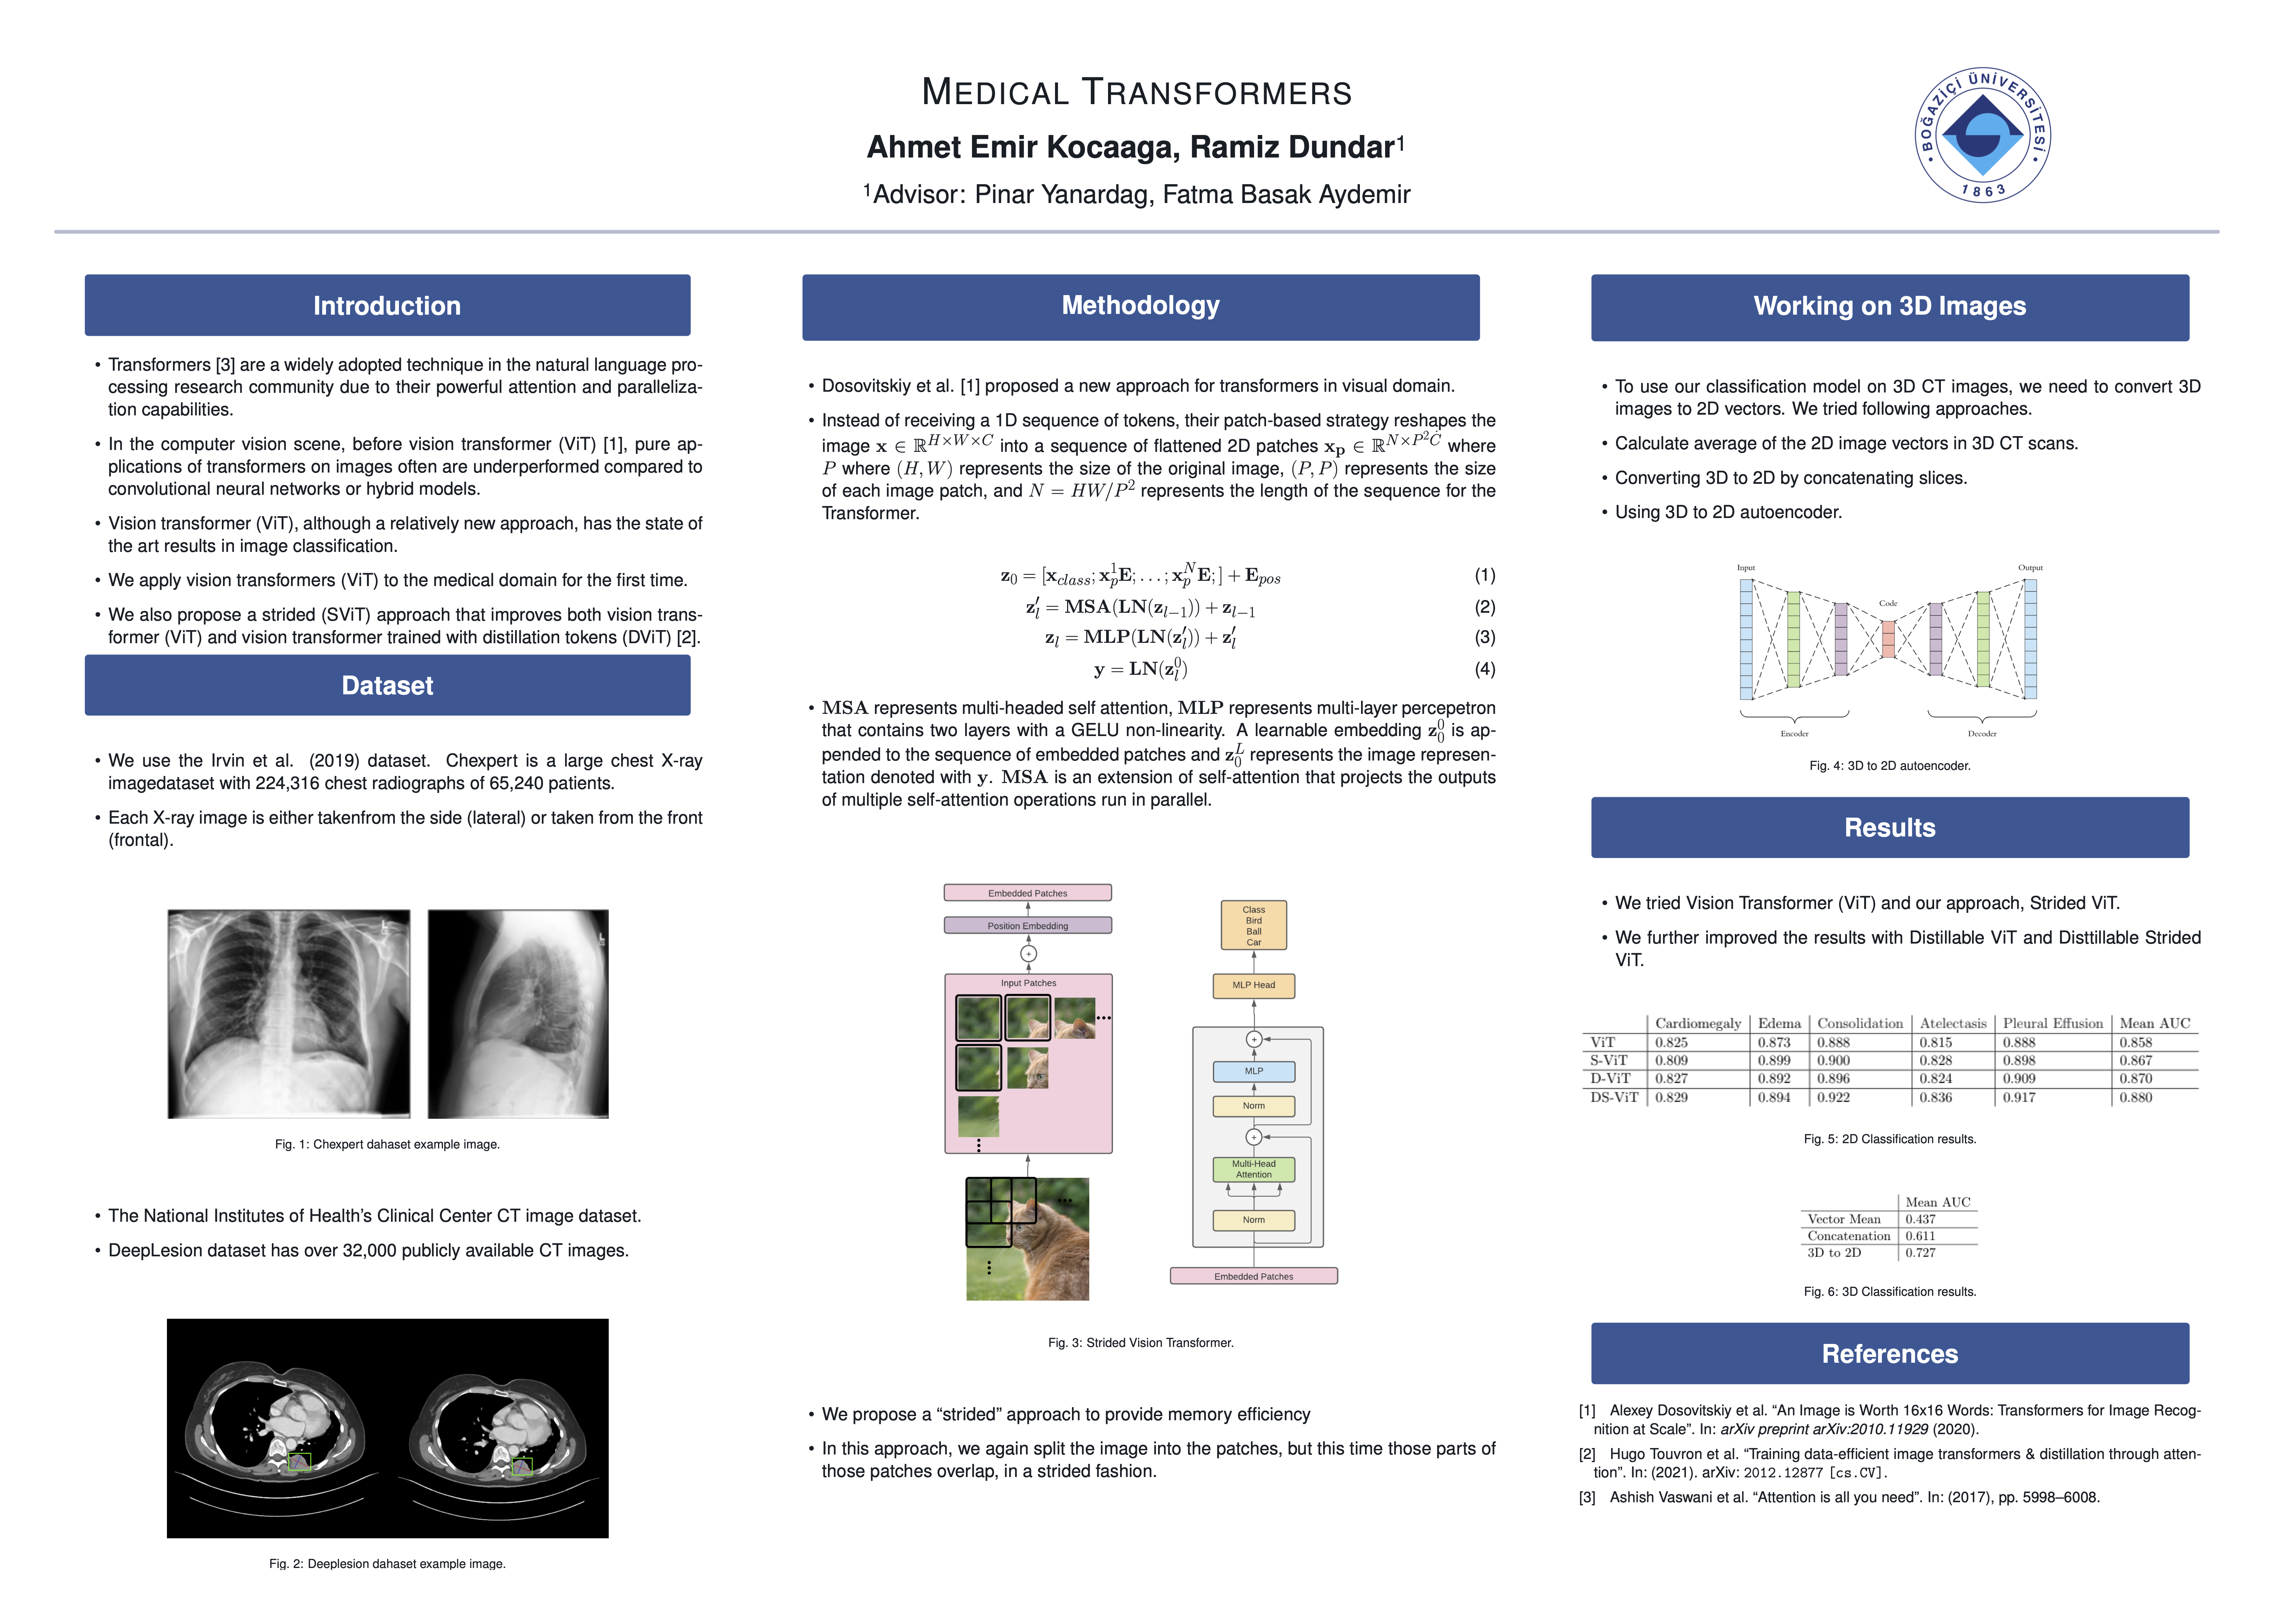 MEDICAL TRANSFORMERS
Ahmet Emir Kocaaga, Ramiz Dundar¹
¹Advisor: Pinar Yanardag, Fatma Basak Aydemir
• BOĞAZİÇİ ÜNİVERSİTESİ •
1863
Introduction
• Transformers [3] are a widely adopted technique in the natural language pro-
cessing research community due to their powerful attention and paralleliza-
tion capabilities.
• In the computer vision scene, before vision transformer (ViT) [1], pure ap-
plications of transformers on images often are underperformed compared to
convolutional neural networks or hybrid models.
• Vision transformer (ViT), although a relatively new approach, has the state of
the art results in image classification.
• We apply vision transformers (ViT) to the medical domain for the first time.
• We also propose a strided (SViT) approach that improves both vision trans-
former (ViT) and vision transformer trained with distillation tokens (DViT) [2].
Dataset
• We use the Irvin et al. (2019) dataset. Chexpert is a large chest X-ray
imagedataset with 224,316 chest radiographs of 65,240 patients.
• Each X-ray image is either takenfrom the side (lateral) or taken from the front
(frontal).
L
L
Fig. 1: Chexpert dahaset example image.
• The National Institutes of Health's Clinical Center CT image dataset.
• DeepLesion dataset has over 32,000 publicly available CT images.
Fig. 2: Deeplesion dahaset example image.
Methodology
• Dosovitskiy et al. [1] proposed a new approach for transformers in visual domain.
• Instead of receiving a 1D sequence of tokens, their patch-based strategy reshapes the
image x ∈ ℝ^{H×W×C} into a sequence of flattened 2D patches x_p ∈ ℝ^{N×P²Ċ} where
P where (H, W) represents the size of the original image, (P, P) represents the size
of each image patch, and N = HW/P² represents the length of the sequence for the
Transformer.
z₀ = [x_class; x_p^1 E; . . . ; x_p^N E; ] + E_pos (1)
z′_l = MSA(LN(z_{l−1})) + z_{l−1} (2)
z_l = MLP(LN(z′_l)) + z′_l (3)
y = LN(z_l^0) (4)
• MSA represents multi-headed self attention, MLP represents multi-layer percepetron
that contains two layers with a GELU non-linearity. A learnable embedding z_0^0 is ap-
pended to the sequence of embedded patches and z_0^L represents the image represen-
tation denoted with y. MSA is an extension of self-attention that projects the outputs
of multiple self-attention operations run in parallel.
Embedded Patches
Position Embedding
+
Input Patches
Class
Bird
Ball
Car
MLP Head
+
MLP
Norm
+
Multi-Head
Attention
Norm
Embedded Patches
Fig. 3: Strided Vision Transformer.
• We propose a “strided” approach to provide memory efficiency
• In this approach, we again split the image into the patches, but this time those parts of
those patches overlap, in a strided fashion.
Working on 3D Images
• To use our classification model on 3D CT images, we need to convert 3D
images to 2D vectors. We tried following approaches.
• Calculate average of the 2D image vectors in 3D CT scans.
• Converting 3D to 2D by concatenating slices.
• Using 3D to 2D autoencoder.
Input Output
Code
Encoder Decoder
Fig. 4: 3D to 2D autoencoder.
Results
• We tried Vision Transformer (ViT) and our approach, Strided ViT.
• We further improved the results with Distillable ViT and Disttillable Strided
ViT.
Cardiomegaly Edema Consolidation Atelectasis Pleural Effusion Mean AUC
ViT 0.825 0.873 0.888 0.815 0.888 0.858
S-ViT 0.809 0.899 0.900 0.828 0.898 0.867
D-ViT 0.827 0.892 0.896 0.824 0.909 0.870
DS-ViT 0.829 0.894 0.922 0.836 0.917 0.880
Fig. 5: 2D Classification results.
Mean AUC
Vector Mean 0.437
Concatenation 0.611
3D to 2D 0.727
Fig. 6: 3D Classification results.
References
[1] Alexey Dosovitskiy et al. “An Image is Worth 16x16 Words: Transformers for Image Recog-
nition at Scale”. In: arXiv preprint arXiv:2010.11929 (2020).
[2] Hugo Touvron et al. “Training data-efficient image transformers & distillation through atten-
tion”. In: (2021). arXiv: 2012.12877 [cs.CV].
[3] Ashish Vaswani et al. “Attention is all you need”. In: (2017), pp. 5998–6008.